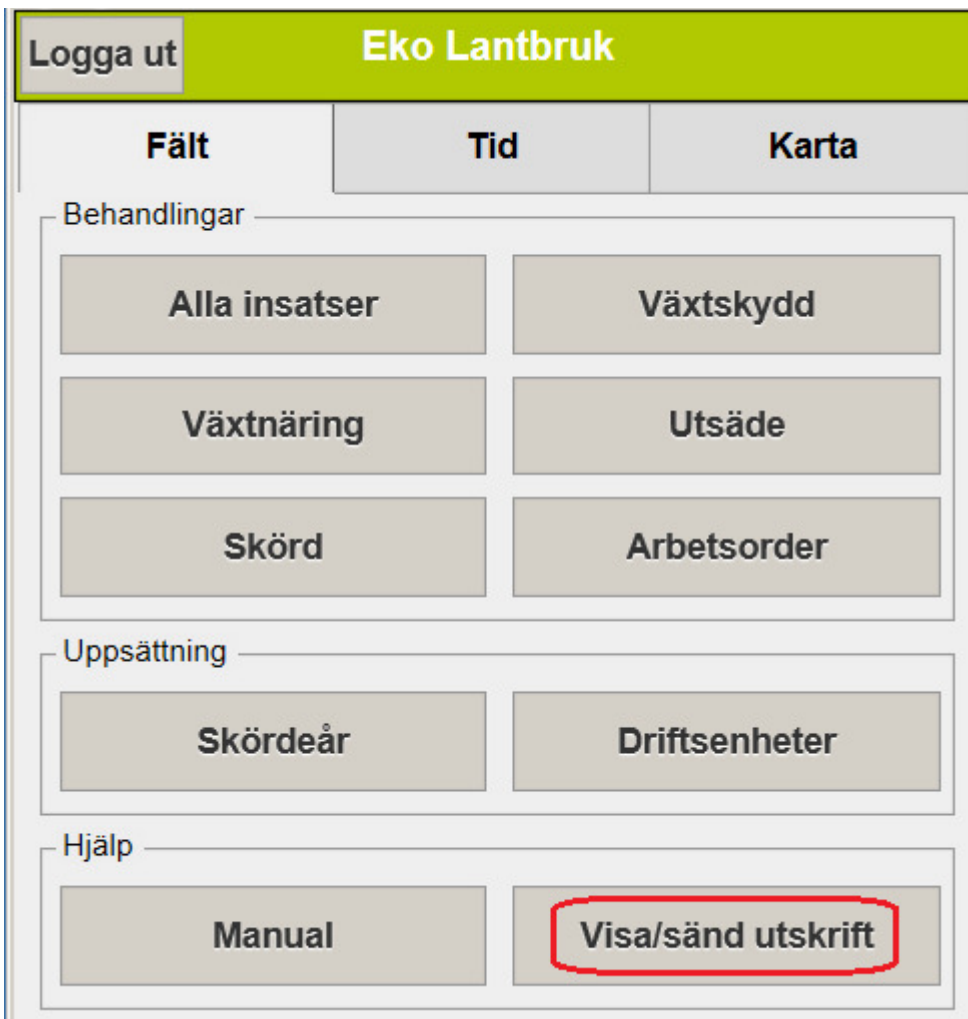 Logga ut
Eko Lantbruk
Fält
Tid
Karta
Behandlingar
Alla insatser
Växtskydd
Växtnäring
Utsäde
Skörd
Arbetsorder
Uppsättning
Skördeår
Driftsenheter
Hjälp
Manual
Visa/sänd utskrift